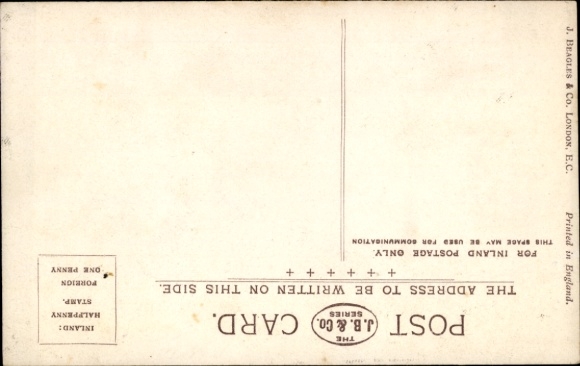 POST CARD.
THE
J.B. & Co.
SERIES
THE ADDRESS TO BE WRITTEN ON THIS SIDE.
FOR INLAND POSTAGE ONLY.
THIS SPACE MAY BE USED FOR COMMUNICATION
INLAND:
HALFPENNY
STAMP.
FOREIGN
ONE PENNY
J. BEAGLES & CO. LONDON, E.C.
Printed in England.